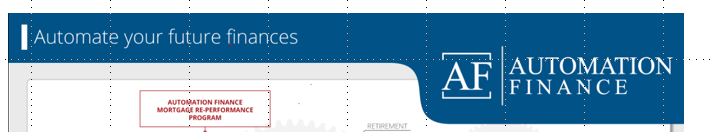 Automate your future finances
AF
AUTOMATION
FINANCE
AUTOMATION FINANCE
MORTGAGE RE-PERFORMANCE
PROGRAM
RETIREMENT